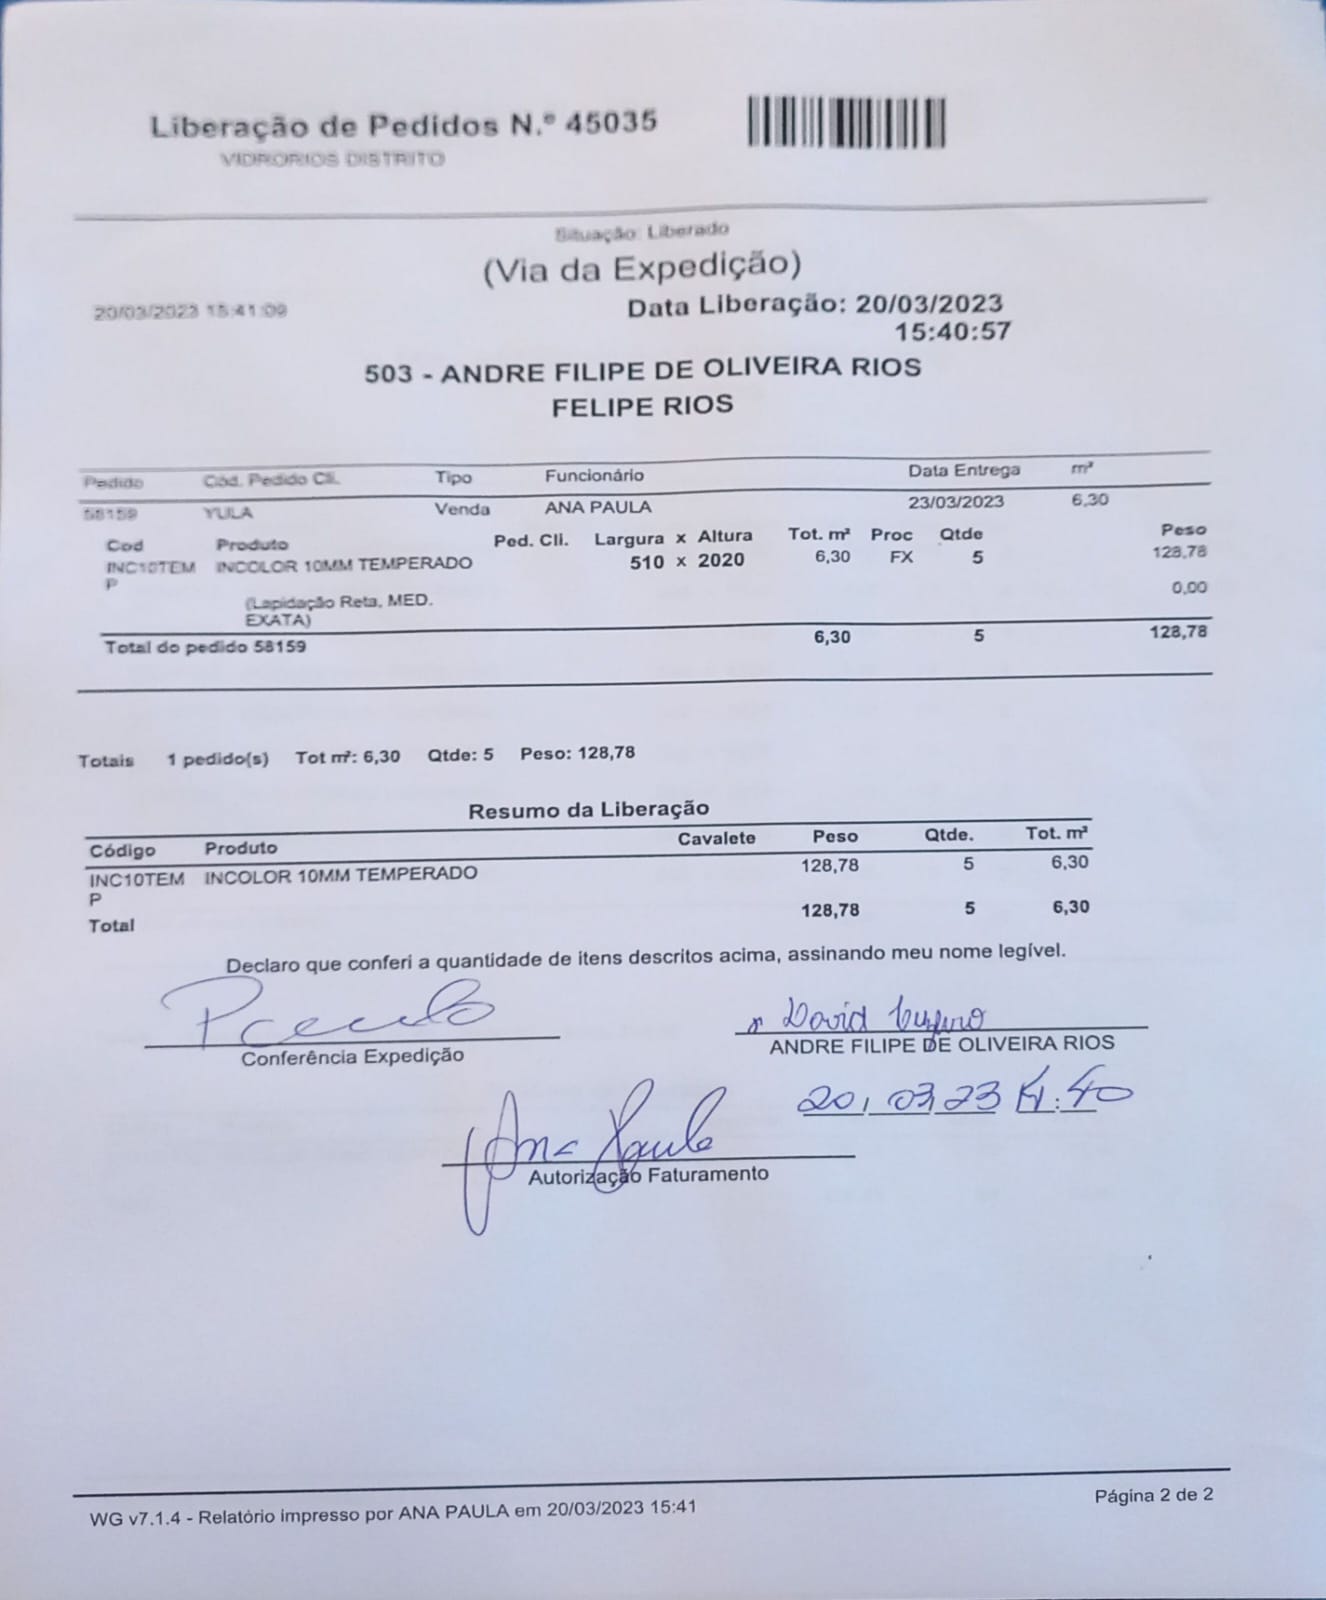 Liberação de Pedidos N.º 45035
VIDRORIOS DISTRITO
Situação: Liberado
(Via da Expedição)
20/03/2023 15:41:09
Data Liberação: 20/03/2023
15:40:57
503 - ANDRE FILIPE DE OLIVEIRA RIOS
FELIPE RIOS
Pedido Cód. Pedido Cli. Tipo Funcionário Data Entrega m²
58159 YULA Venda ANA PAULA 23/03/2023 6,30
Cod Produto Ped. Cli. Largura x Altura Tot. m² Proc Qtde Peso
INC10TEM INCOLOR 10MM TEMPERADO 510 x 2020 6,30 FX 5 128,78
P
0,00
(Lapidação Reta, MED.
EXATA)
Total do pedido 58159 6,30 5 128,78
Totais 1 pedido(s) Tot m²: 6,30 Qtde: 5 Peso: 128,78
Resumo da Liberação
Código Produto Cavalete Peso Qtde. Tot. m²
INC10TEM INCOLOR 10MM TEMPERADO 128,78 5 6,30
P
Total 128,78 5 6,30
Declaro que conferi a quantidade de itens descritos acima, assinando meu nome legível.
David
Conferência Expedição ANDRE FILIPE DE OLIVEIRA RIOS
20, 03, 23
Ana Paula
Autorização Faturamento
WG v7.1.4 - Relatório impresso por ANA PAULA em 20/03/2023 15:41 Página 2 de 2